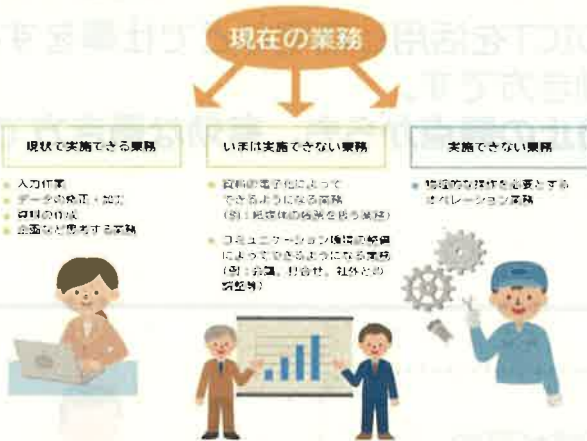 現在の業務
現状で実施できる業務
入力作業
データの修正・加工
資料の作成
企画など思考する業務
いまは実施できない業務
資料の電子化によって
できるようになる業務
(例：紙媒体の帳票を扱う業務)
コミュニケーション環境の整備
によってできるようになる業務
(例：会議、打合せ、社外との
調整等)
実施できない業務
物理的な操作を必要とする
オペレーション業務